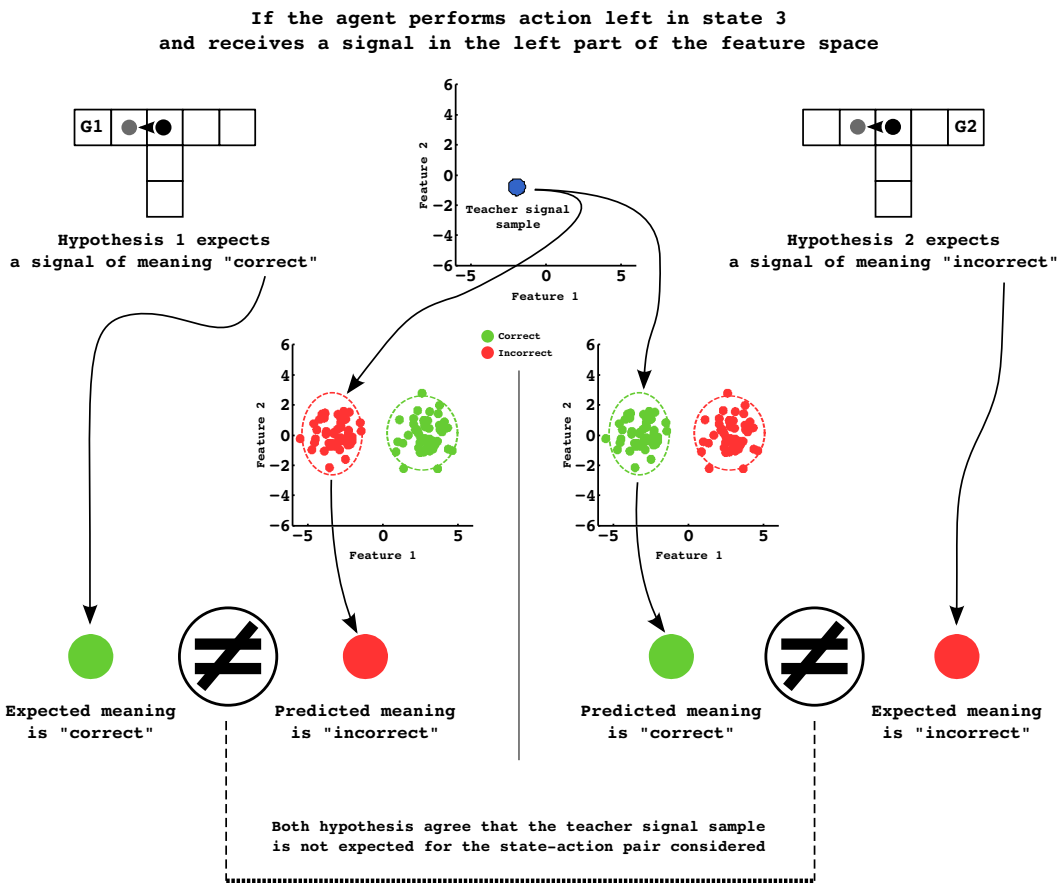 If the agent performs action left in state 3
and receives a signal in the left part of the feature space
G1
G2
Hypothesis 1 expects
a signal of meaning "correct"
6
4
2
0
−2
−4
−6
−5
0
5
Feature 2
Feature 1
Teacher signal
sample
Hypothesis 2 expects
a signal of meaning "incorrect"
Correct
Incorrect
6
4
2
0
−2
−4
−6
−5
0
5
Feature 2
Feature 1
6
4
2
0
−2
−4
−6
−5
0
5
Feature 2
Feature 1
≠
≠
Expected meaning
is "correct"
Predicted meaning
is "incorrect"
Predicted meaning
is "correct"
Expected meaning
is "incorrect"
Both hypothesis agree that the teacher signal sample
is not expected for the state-action pair considered